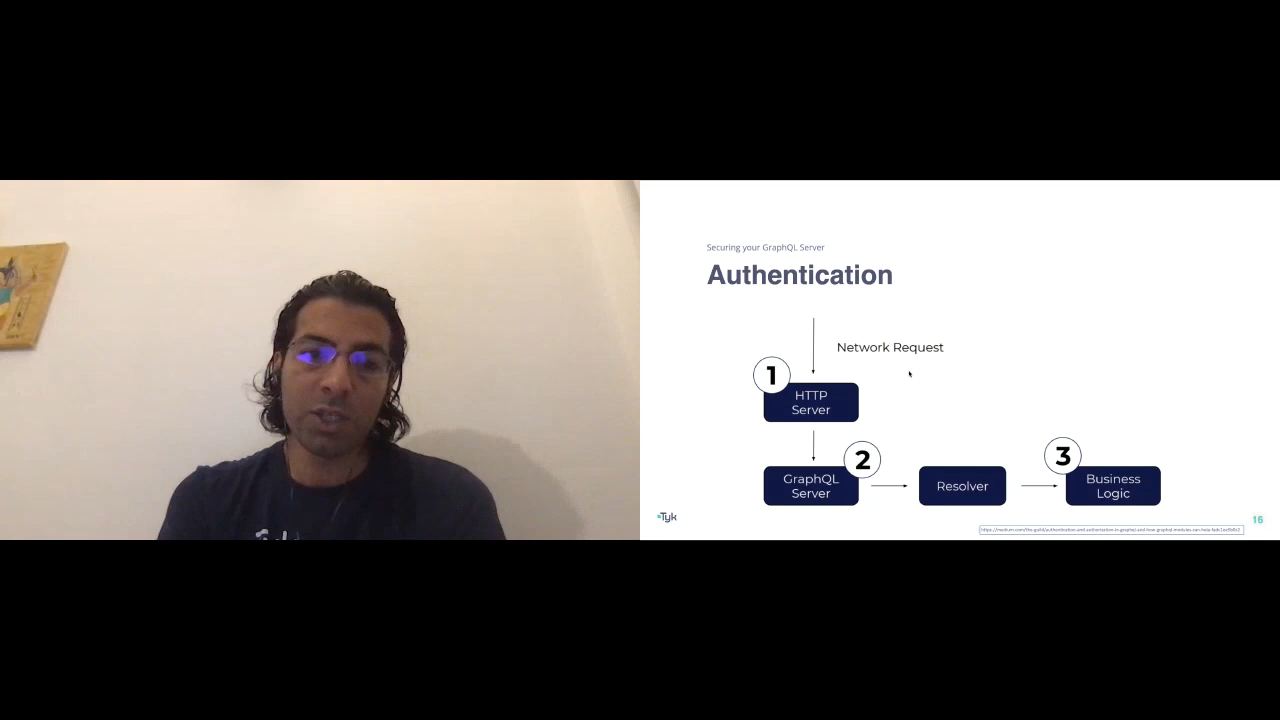 Securing your GraphQL Server
Authentication
Network Request
1
HTTP
Server
2
GraphQL
Server
Resolver
3
Business
Logic
Tyk
16